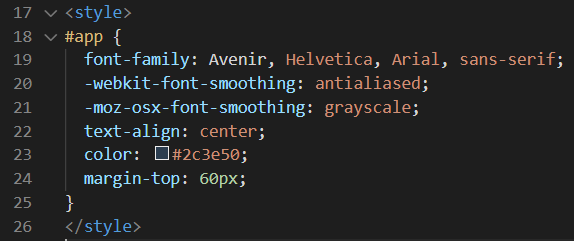 17 <style>
18 #app {
19 font-family: Avenir, Helvetica, Arial, sans-serif;
20 -webkit-font-smoothing: antialiased;
21 -moz-osx-font-smoothing: grayscale;
22 text-align: center;
23 color: #2c3e50;
24 margin-top: 60px;
25 }
26 </style>